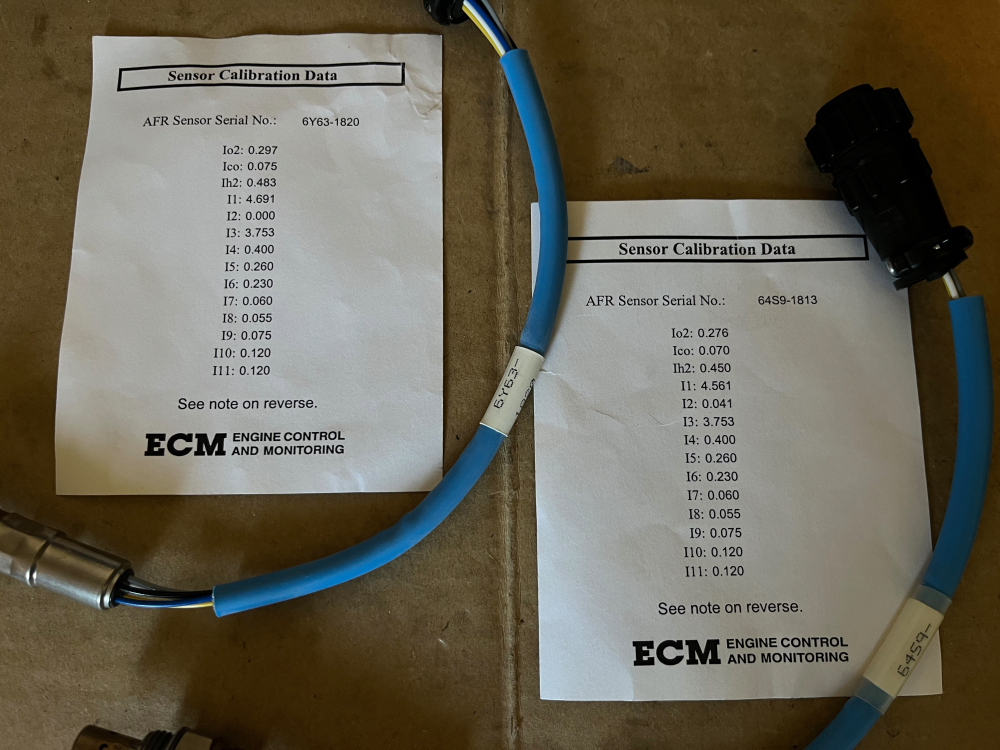 Sensor Calibration Data
AFR Sensor Serial No.: 6Y63-1820
Io2: 0.297
Ico: 0.075
Ih2: 0.483
I1: 4.691
I2: 0.000
I3: 3.753
I4: 0.400
I5: 0.260
I6: 0.230
I7: 0.060
I8: 0.055
I9: 0.075
I10: 0.120
I11: 0.120
See note on reverse.
ECM ENGINE CONTROL
AND MONITORING
6Y63-
Sensor Calibration Data
AFR Sensor Serial No.: 64S9-1813
Io2: 0.276
Ico: 0.070
Ih2: 0.450
I1: 4.561
I2: 0.041
I3: 3.753
I4: 0.400
I5: 0.260
I6: 0.230
I7: 0.060
I8: 0.055
I9: 0.075
I10: 0.120
I11: 0.120
See note on reverse.
ECM ENGINE CONTROL
AND MONITORING
64S9-